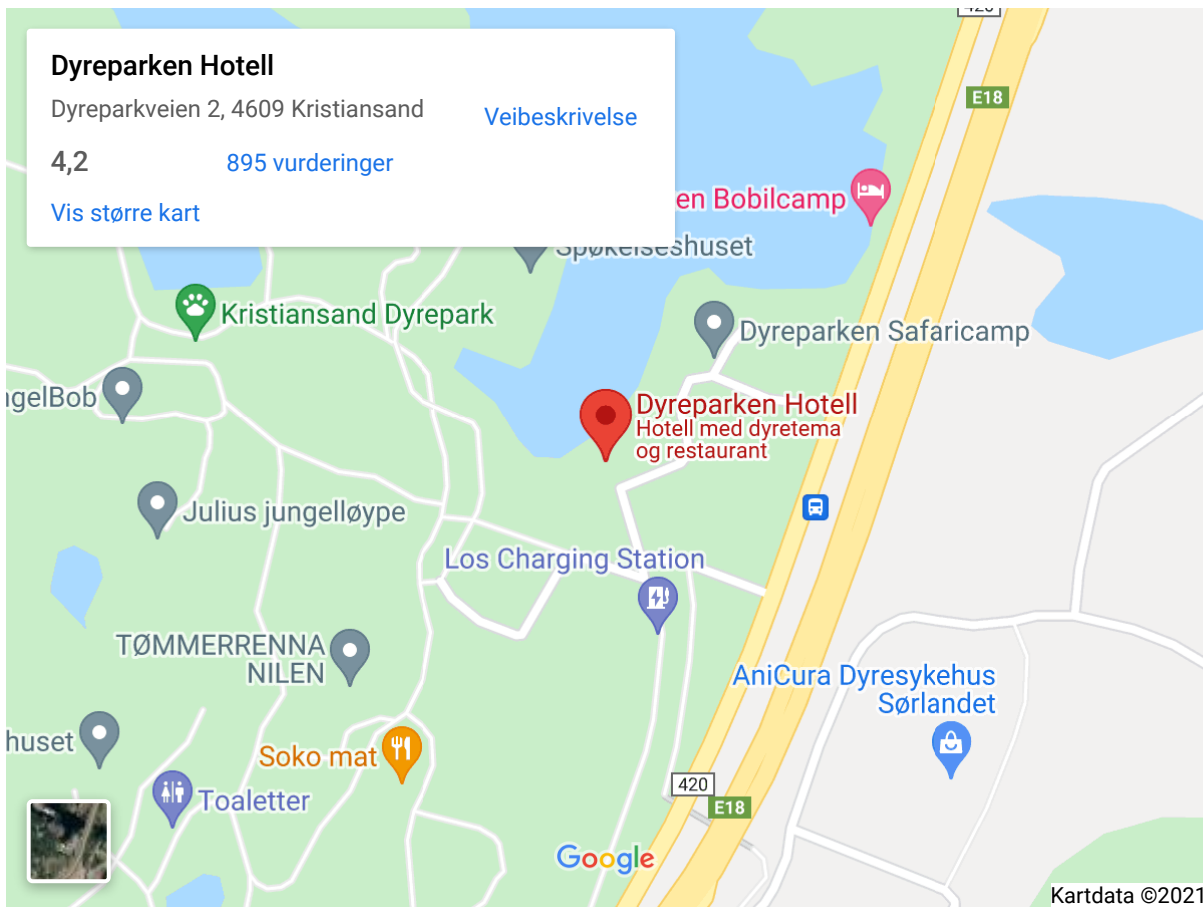 420
Dyreparken Hotell
Dyreparkveien 2, 4609 Kristiansand
Veibeskrivelse
4,2
895 vurderinger
Vis større kart
E18
en Bobilcamp
Spøkelseshuset
Kristiansand Dyrepark
Dyreparken Safaricamp
ngelBob
Dyreparken Hotell
Hotell med dyretema
og restaurant
Julius jungelløype
Los Charging Station
TØMMERRENNA
NILEN
AniCura Dyresykehus
Sørlandet
huset
Soko mat
420
E18
Toaletter
Google
Kartdata ©2021